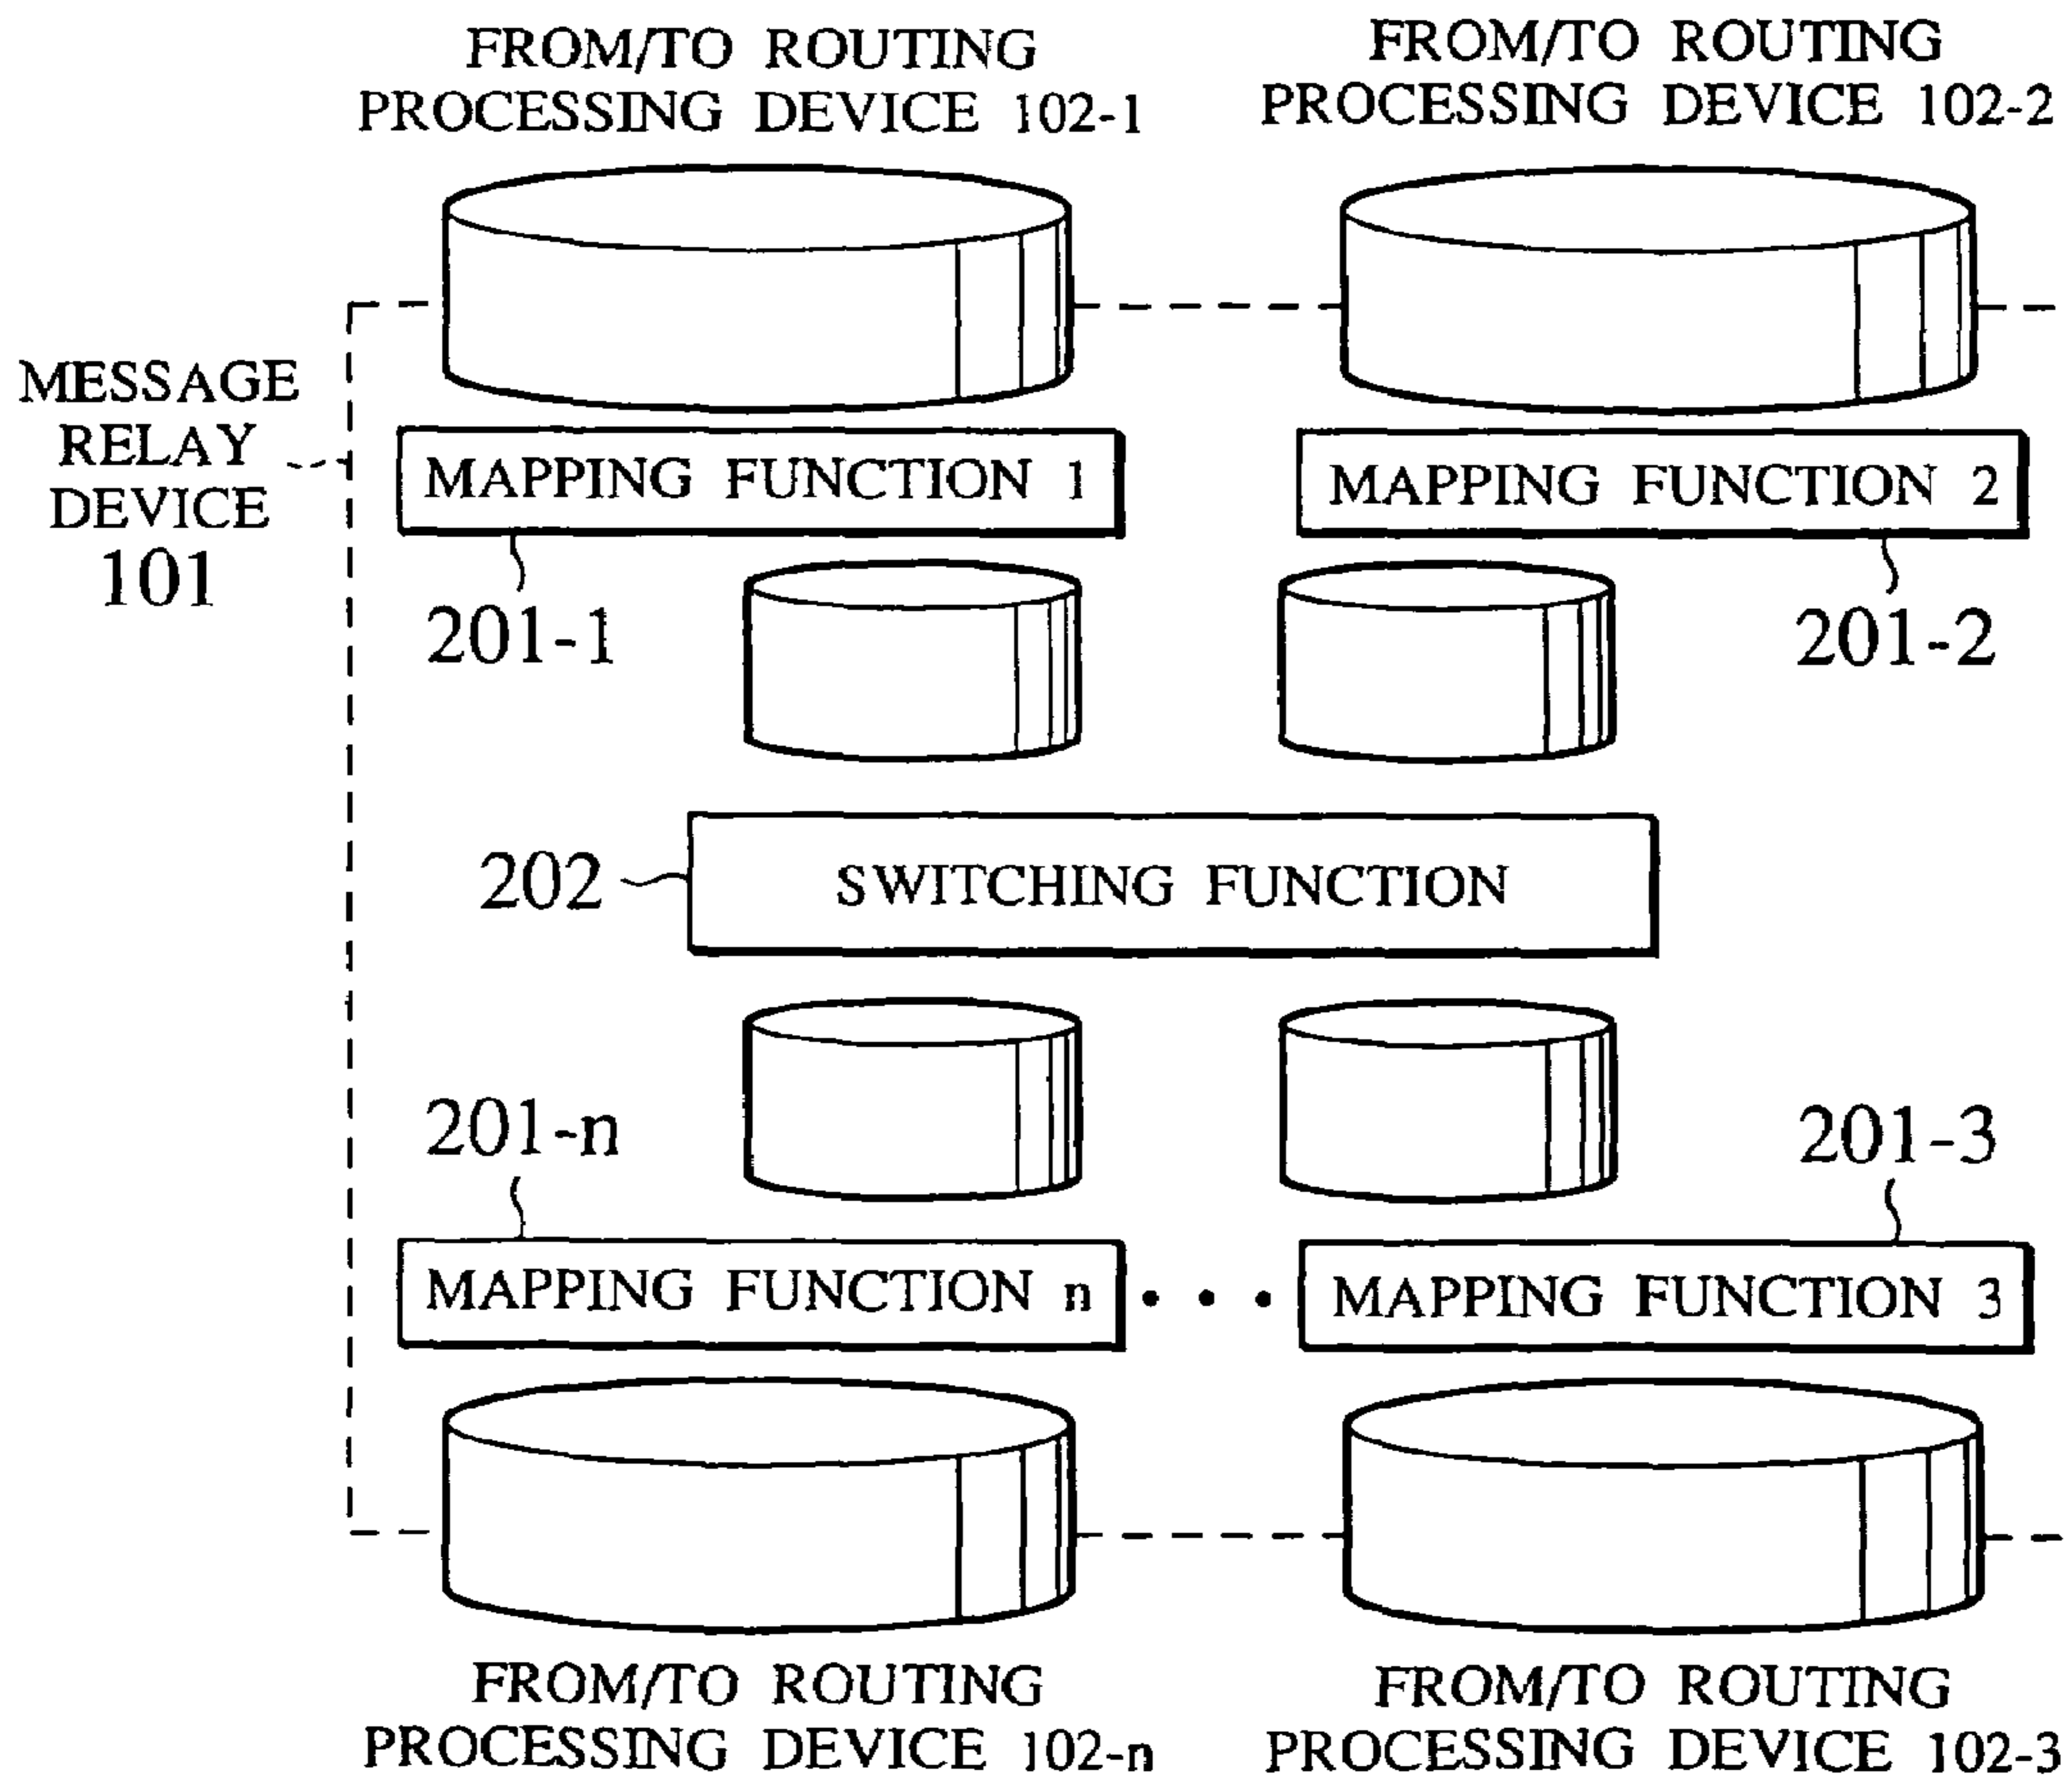 FROM/TO ROUTING
PROCESSING DEVICE 102-1
FROM/TO ROUTING
PROCESSING DEVICE 102-2
MESSAGE
RELAY
DEVICE
101
MAPPING FUNCTION 1
MAPPING FUNCTION 2
201-1
201-2
202
SWITCHING FUNCTION
201-n
201-3
MAPPING FUNCTION n
• • •
MAPPING FUNCTION 3
FROM/TO ROUTING
PROCESSING DEVICE 102-n
FROM/TO ROUTING
PROCESSING DEVICE 102-3